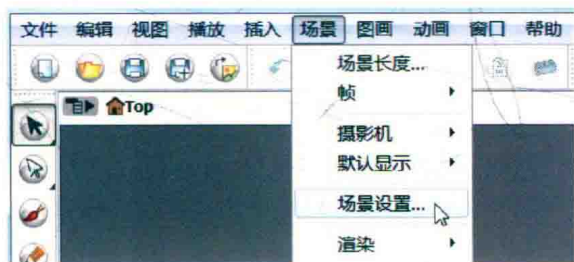 文件 编辑 视图 播放 插入 场景 图画 动画 窗口 帮助
场景长度...
帧
Top
摄影机
默认显示
场景设置...
渲染